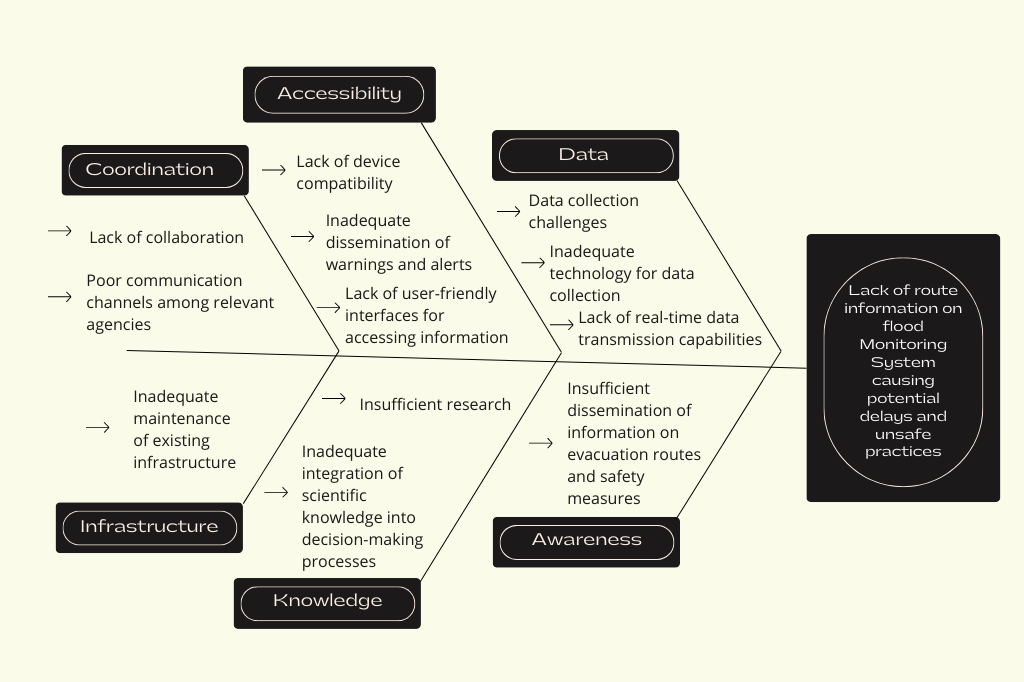 Accessibility
Coordination
Data
Lack of device
compatibility
Inadequate
dissemination of
warnings and alerts
Lack of user-friendly
interfaces for
accessing information
Lack of collaboration
Poor communication
channels among relevant
agencies
Data collection
challenges
Inadequate
technology for data
collection
Lack of real-time data
transmission capabilities
Lack of route
information on
flood
Monitoring
System
causing
potential
delays and
unsafe
practices
Inadequate
maintenance
of existing
infrastructure
Infrastructure
Insufficient research
Inadequate
integration of
scientific
knowledge into
decision-making
processes
Knowledge
Insufficient
dissemination of
information on
evacuation routes
and safety
measures
Awareness